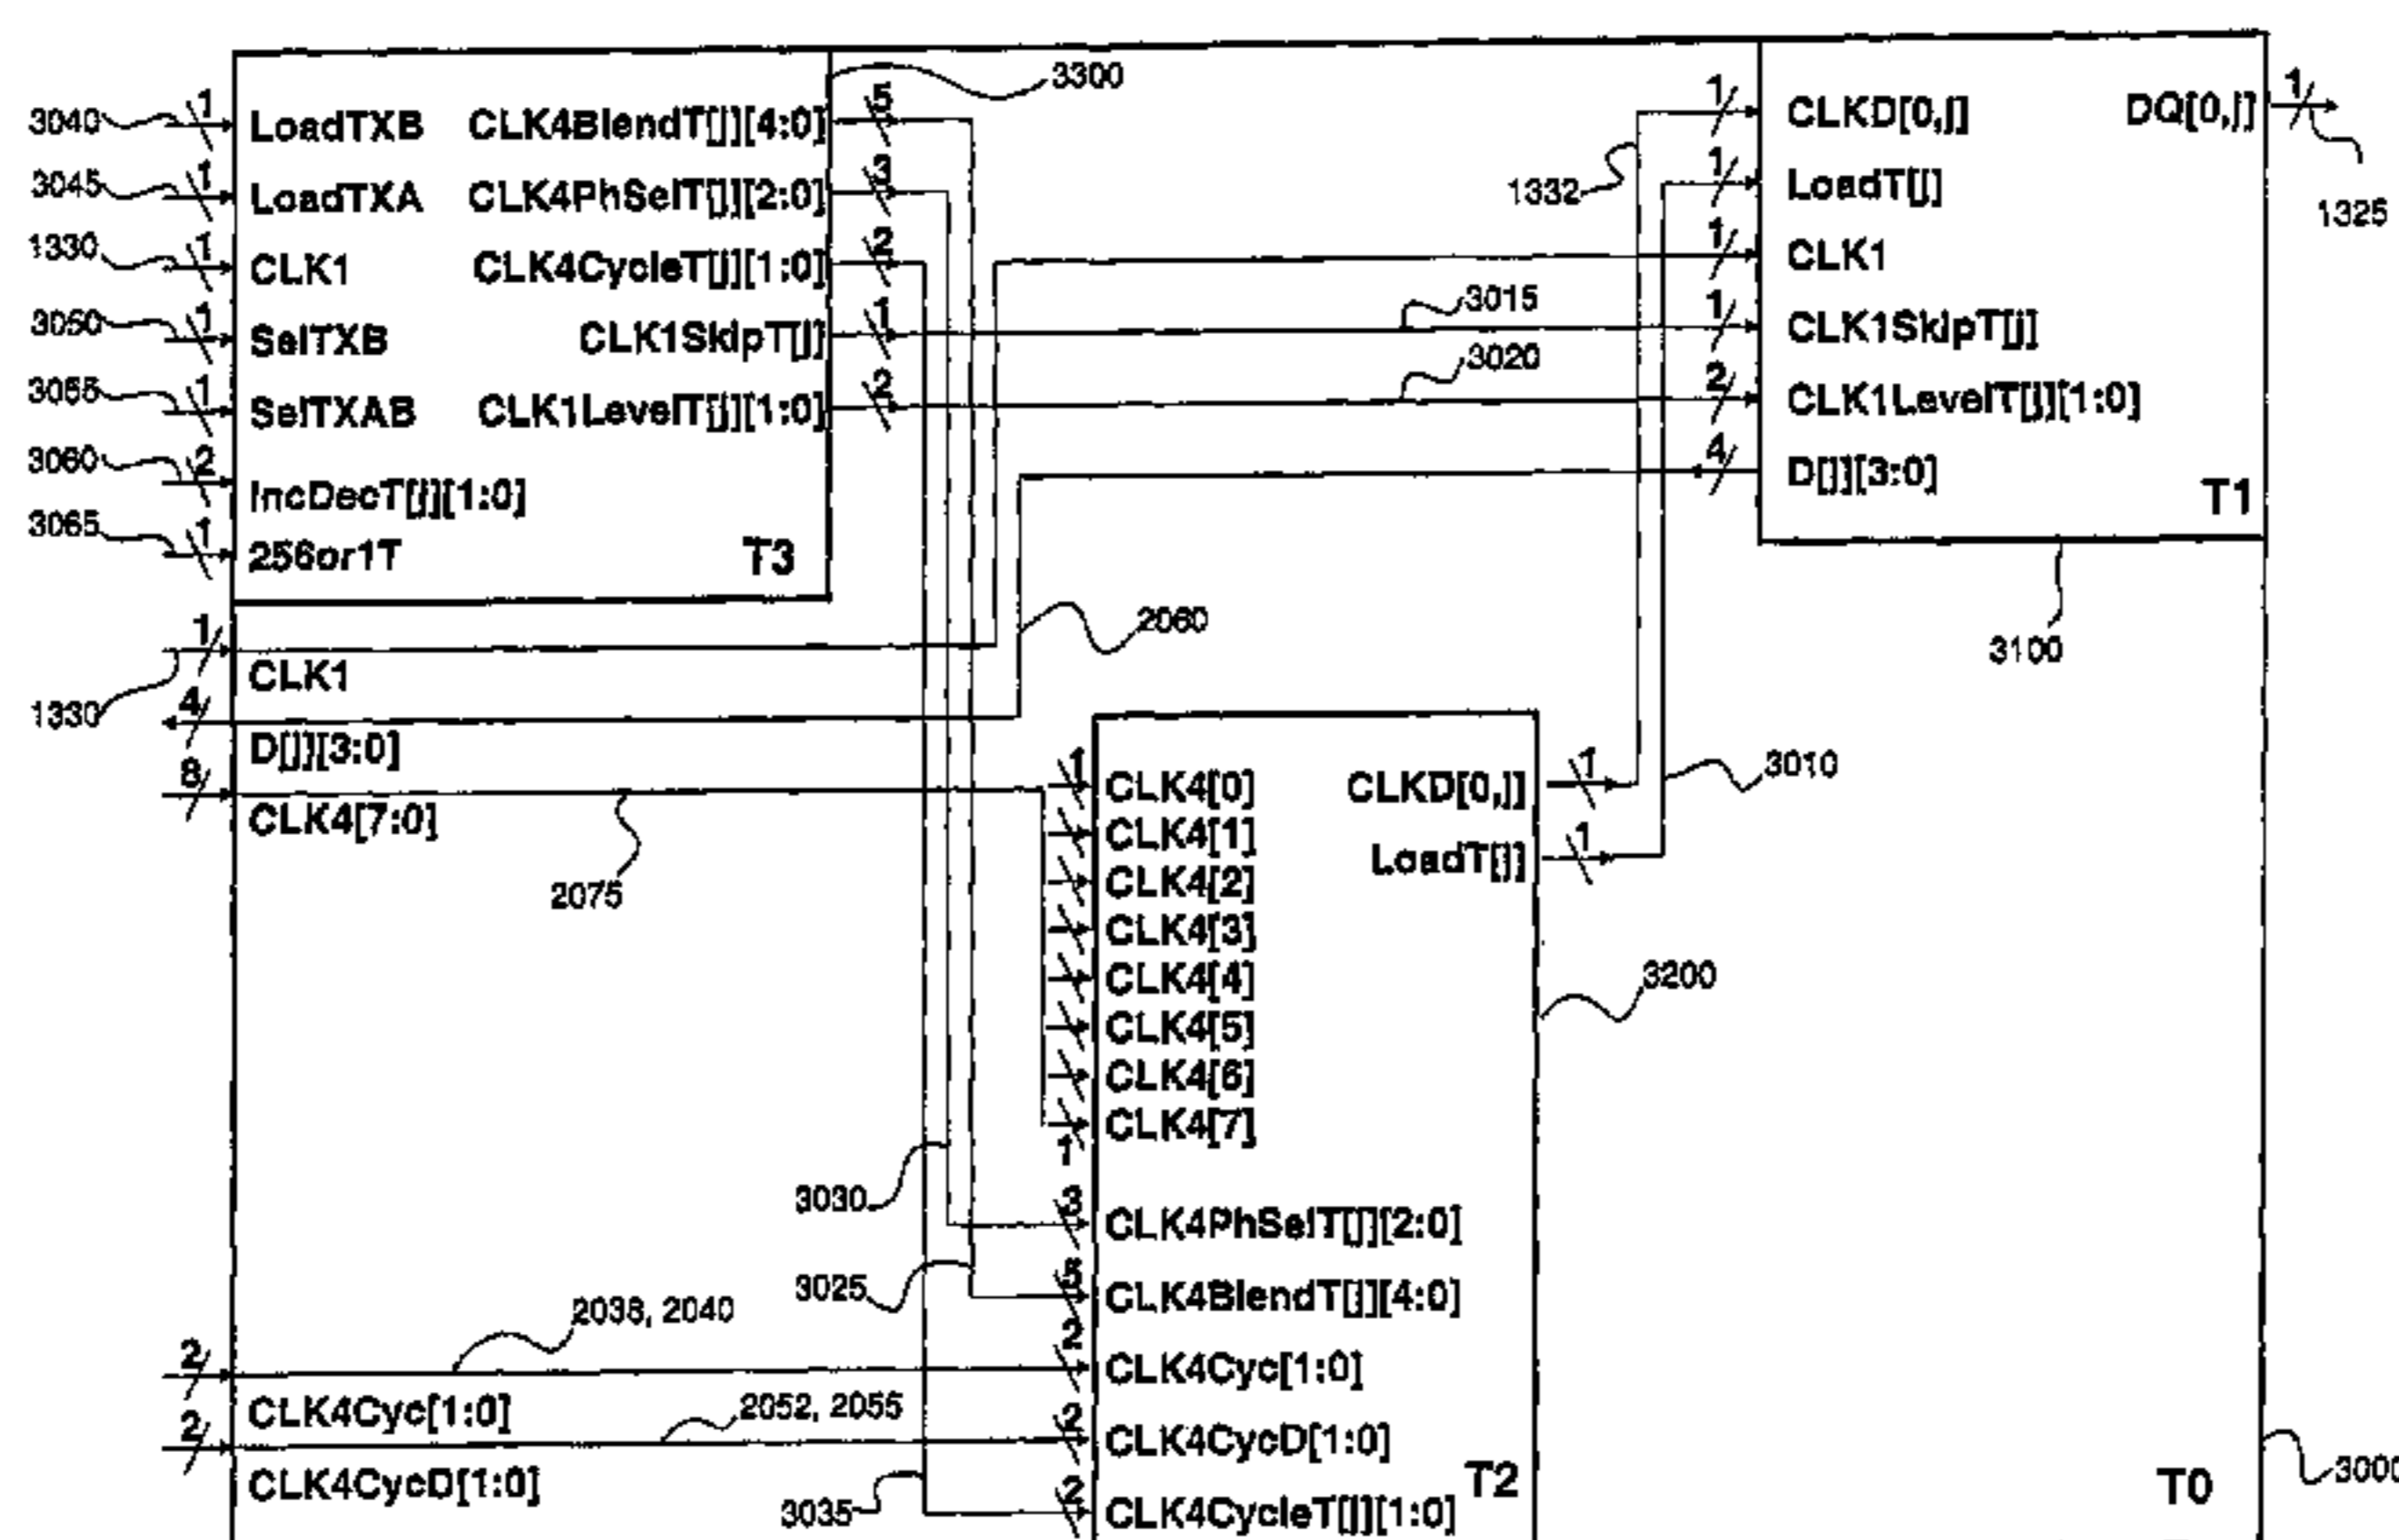 3300
3040 1 LoadTXB CLK4BlendT[j][4:0] 5
3045 1 LoadTXA CLK4PhSelT[j][2:0] 3
1330 1 CLK1 CLK4CycleT[j][1:0] 2
3050 1 SelTXB CLK1SkipT[j] 1
3055 1 SelTXAB CLK1LevelT[j][1:0] 2
3060 2 IncDecT[j][1:0]
3065 1 256or1T T3
1 CLKD[0,j] DQ[0,j] 1
1332 1 LoadT[j] 1325
1 CLK1
3015 1 CLK1SkipT[j]
3020 2 CLK1LevelT[j][1:0]
4 D[j][3:0] T1
3100
1330 1 CLK1
2060
4 D[j][3:0]
8 CLK4[7:0]
2075
1 CLK4[0] CLKD[0,j] 1
CLK4[1]
CLK4[2] LoadT[j] 1
3010
CLK4[3]
CLK4[4]
CLK4[5]
CLK4[6]
CLK4[7]
1
3200
3030 3 CLK4PhSelT[j][2:0]
3025 5 CLK4BlendT[j][4:0]
2038, 2040
2 CLK4Cyc[1:0] 2 CLK4Cyc[1:0]
2052, 2055
2 CLK4CycD[1:0] 2 CLK4CycD[1:0]
T2
3035 2 CLK4CycleT[j][1:0]
T0 3000